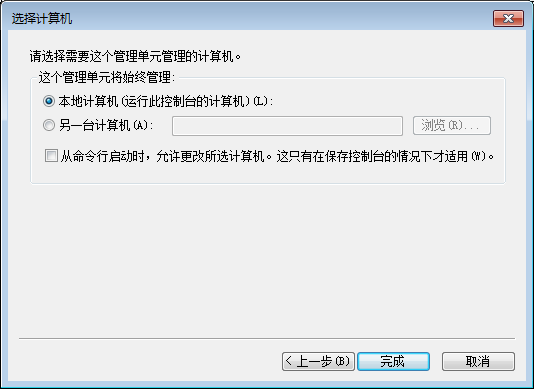 选择计算机
请选择需要这个管理单元管理的计算机。
这个管理单元将始终管理:
本地计算机(运行此控制台的计算机)(L):
另一台计算机(A):
浏览(R)...
从命令行启动时，允许更改所选计算机。这只有在保存控制台的情况下才适用(W)。
< 上一步(B)
完成
取消